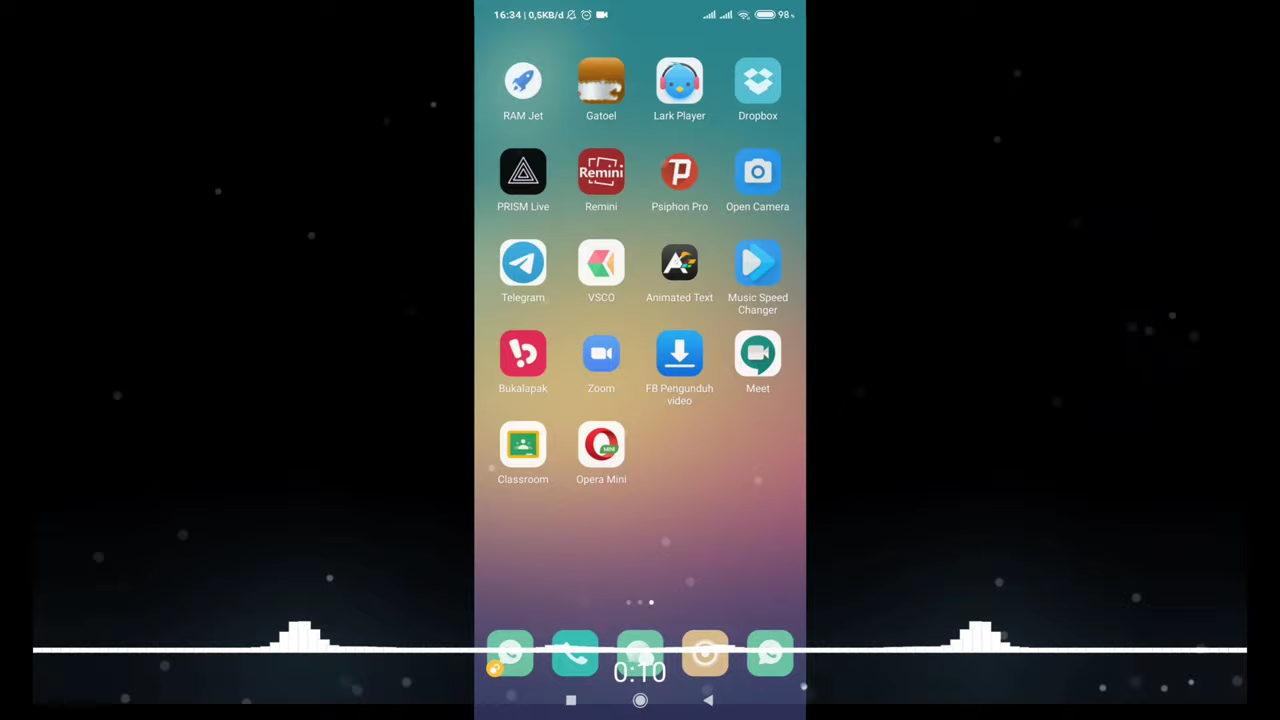 16:34 | 0,5KB/d 98%
RAM Jet Gatoel Lark Player Dropbox
Remini
PRISM Live Remini Psiphon Pro Open Camera
Telegram VSCO Animated Text Music Speed Changer
Bukalapak Zoom FB Pengunduh video Meet
MINI
Classroom Opera Mini
0:10